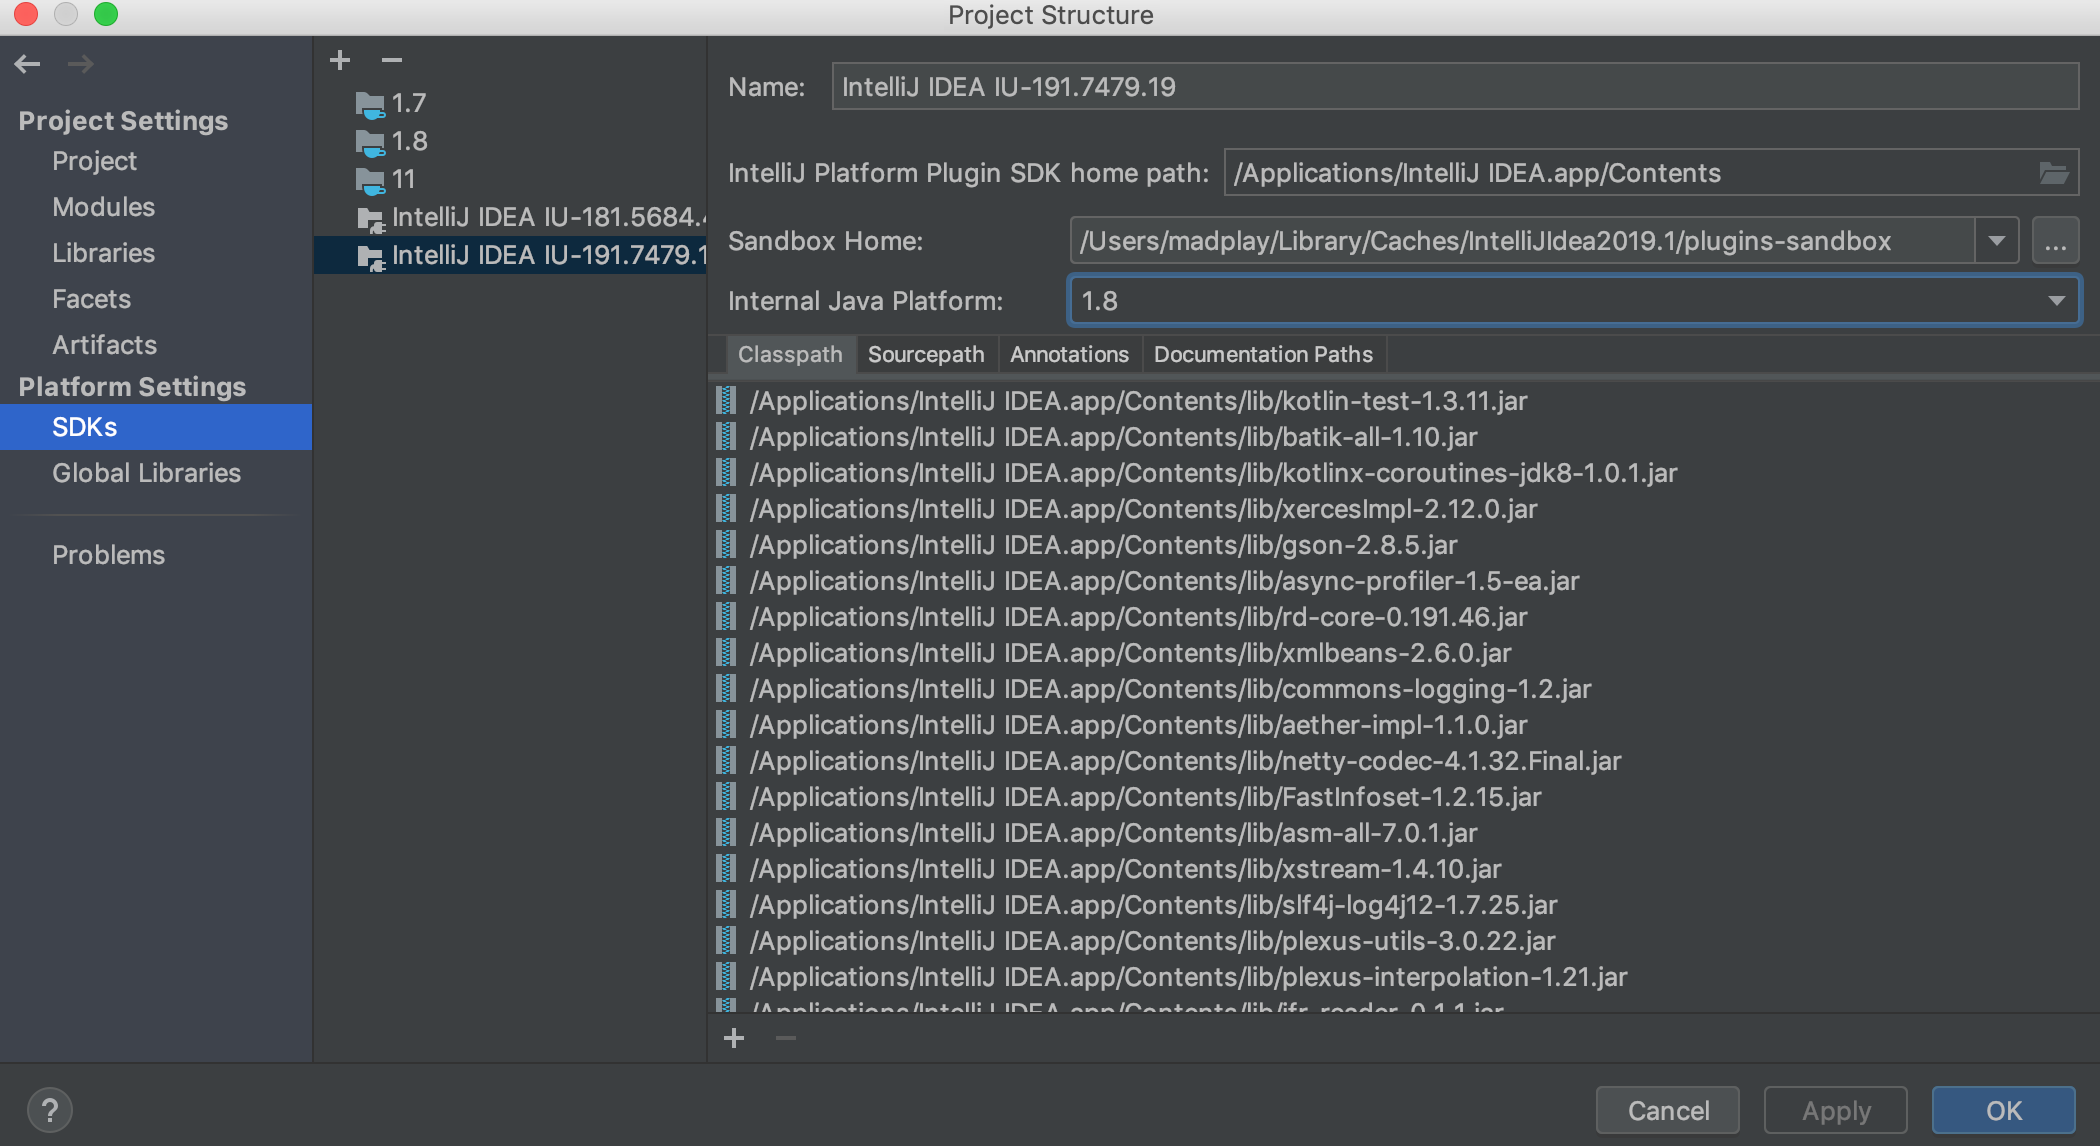 Project Structure
Project Settings
Project
Modules
Libraries
Facets
Artifacts
Platform Settings
SDKs
Global Libraries
Problems
1.7
1.8
11
IntelliJ IDEA IU-181.5684.4
IntelliJ IDEA IU-191.7479.1
Name: IntelliJ IDEA IU-191.7479.19
IntelliJ Platform Plugin SDK home path: /Applications/IntelliJ IDEA.app/Contents
Sandbox Home: /Users/madplay/Library/Caches/IntelliJIdea2019.1/plugins-sandbox ...
Internal Java Platform: 1.8
Classpath Sourcepath Annotations Documentation Paths
/Applications/IntelliJ IDEA.app/Contents/lib/kotlin-test-1.3.11.jar
/Applications/IntelliJ IDEA.app/Contents/lib/batik-all-1.10.jar
/Applications/IntelliJ IDEA.app/Contents/lib/kotlinx-coroutines-jdk8-1.0.1.jar
/Applications/IntelliJ IDEA.app/Contents/lib/xercesImpl-2.12.0.jar
/Applications/IntelliJ IDEA.app/Contents/lib/gson-2.8.5.jar
/Applications/IntelliJ IDEA.app/Contents/lib/async-profiler-1.5-ea.jar
/Applications/IntelliJ IDEA.app/Contents/lib/rd-core-0.191.46.jar
/Applications/IntelliJ IDEA.app/Contents/lib/xmlbeans-2.6.0.jar
/Applications/IntelliJ IDEA.app/Contents/lib/commons-logging-1.2.jar
/Applications/IntelliJ IDEA.app/Contents/lib/aether-impl-1.1.0.jar
/Applications/IntelliJ IDEA.app/Contents/lib/netty-codec-4.1.32.Final.jar
/Applications/IntelliJ IDEA.app/Contents/lib/FastInfoset-1.2.15.jar
/Applications/IntelliJ IDEA.app/Contents/lib/asm-all-7.0.1.jar
/Applications/IntelliJ IDEA.app/Contents/lib/xstream-1.4.10.jar
/Applications/IntelliJ IDEA.app/Contents/lib/slf4j-log4j12-1.7.25.jar
/Applications/IntelliJ IDEA.app/Contents/lib/plexus-utils-3.0.22.jar
/Applications/IntelliJ IDEA.app/Contents/lib/plexus-interpolation-1.21.jar
/Applications/IntelliJ IDEA.app/Contents/lib/jfr-reader-0.1.1.jar
?
Cancel Apply OK